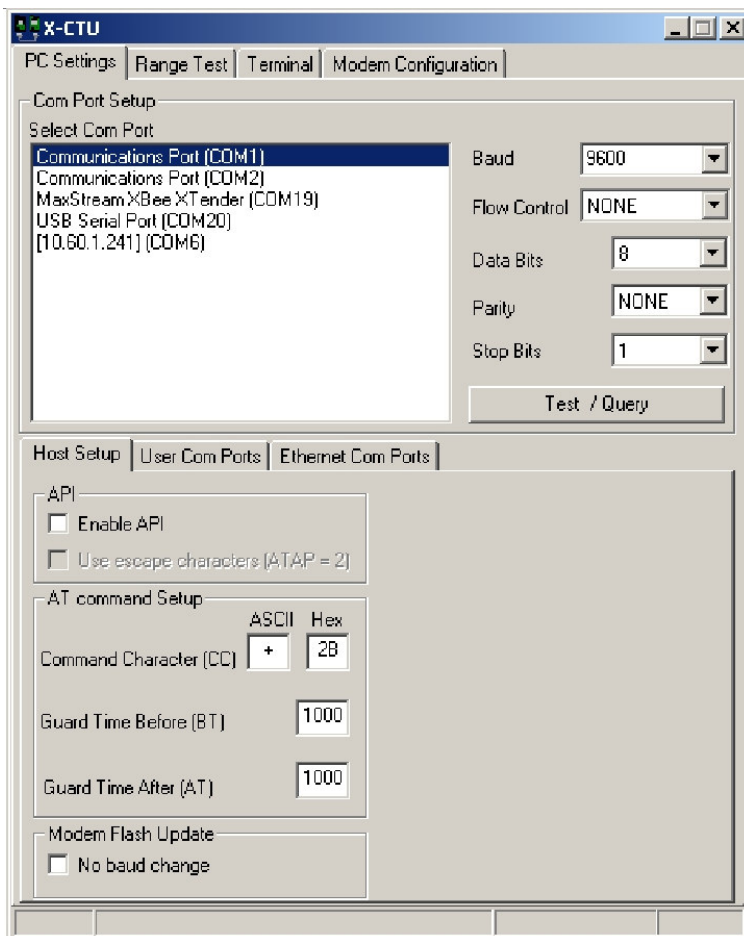 X-CTU
PC Settings Range Test Terminal Modem Configuration
Com Port Setup
Select Com Port
Communications Port (COM1)
Communications Port (COM2)
MaxStream XBee XTender (COM19)
USB Serial Port (COM20)
[10.60.1.241] (COM6)
Baud 9600
Flow Control NONE
Data Bits 8
Parity NONE
Stop Bits 1
Test / Query
Host Setup User Com Ports Ethernet Com Ports
API
Enable API
Use escape characters (ATAP = 2)
AT command Setup
ASCII Hex
Command Character (CC) + 2B
Guard Time Before (BT) 1000
Guard Time After (AT) 1000
Modem Flash Update
No baud change